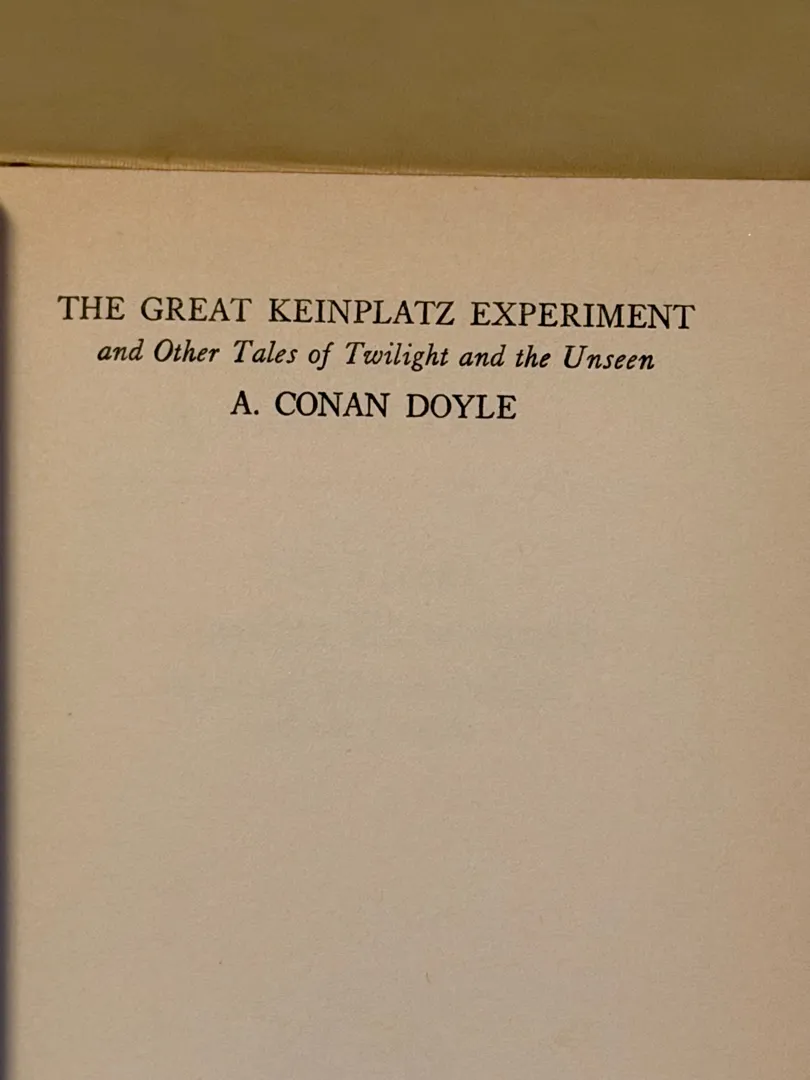 THE GREAT KEINPLATZ EXPERIMENT
and Other Tales of Twilight and the Unseen
A. CONAN DOYLE